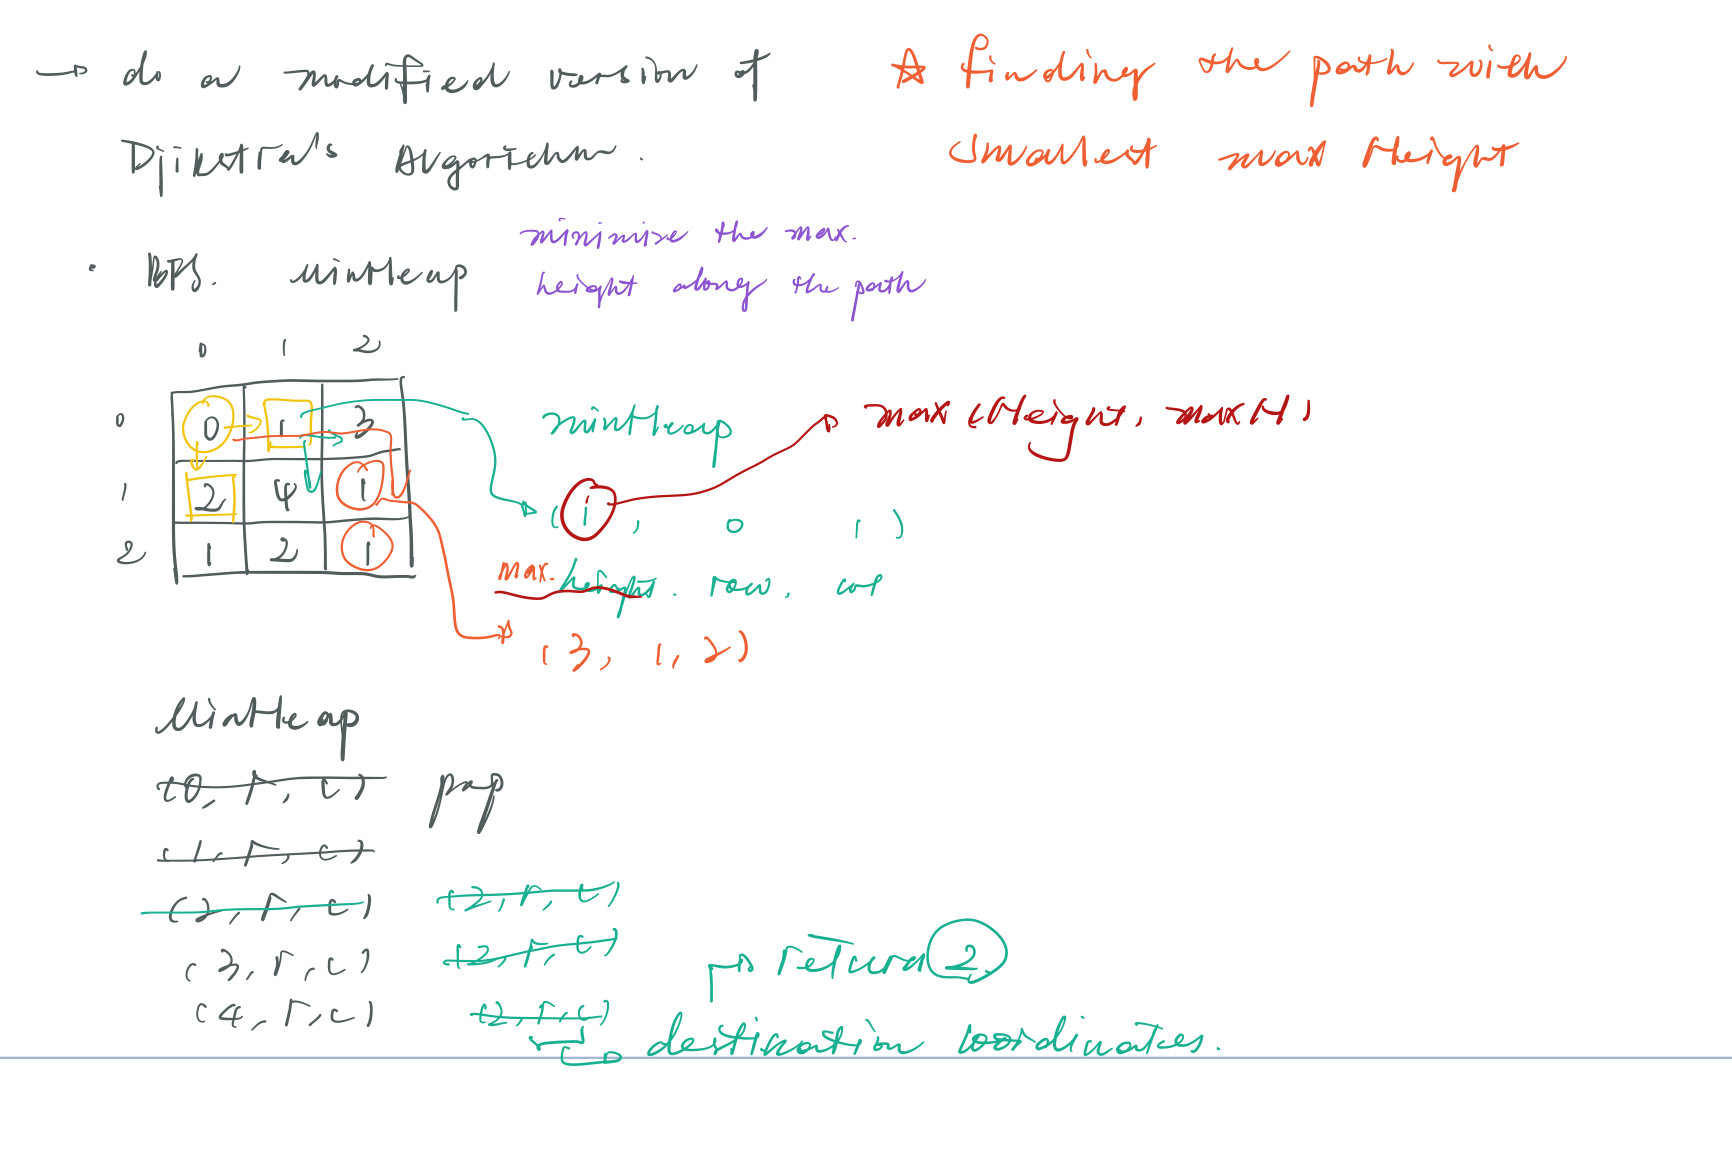 → do a modified version of
Djikstra's Algorithm.
☆ finding the path with
smallest max height
• BFS. MinHeap
minimise the max.
height along the path
0 1 2
0 0 1 3
1 2 4 1
2 1 2 1
minHeap
max (Height, maxH)
(1, 0 1)
max. height. row, col
(3, 1, 2)
MinHeap
(0, r, c) pop
(1, r, c)
(2, r, c) (2, r, c)
(3, r, c) (2, r, c)
(4, r, c) (2, r, c)
→ return 2
destination coordinates.